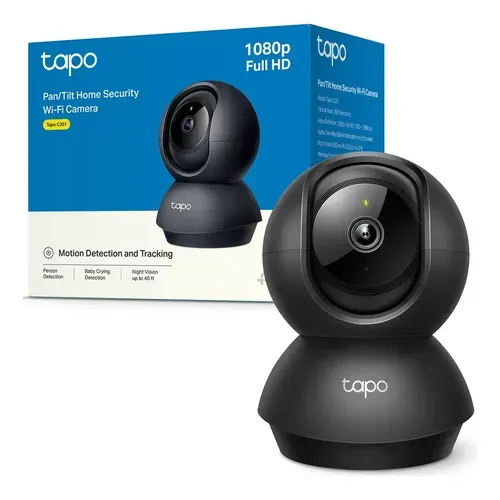 tapo
1080p
Full HD
Pan/Tilt Home Security
Wi-Fi Camera
Tapo C201
tapo
Motion Detection and Tracking
Person
Detection
Baby Crying
Detection
Night Vision
up to 40 ft
tapo
Pan/Tilt Home Security Wi-Fi Camera
tapo